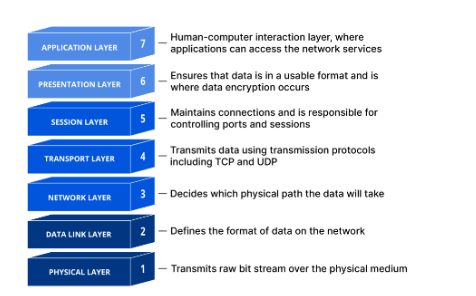 APPLICATION LAYER 7
Human-computer interaction layer, where
applications can access the network services
PRESENTATION LAYER 6
Ensures that data is in a usable format and is
where data encryption occurs
SESSION LAYER 5
Maintains connections and is responsible for
controlling ports and sessions
TRANSPORT LAYER 4
Transmits data using transmission protocols
including TCP and UDP
NETWORK LAYER 3
Decides which physical path the data will take
DATA LINK LAYER 2
Defines the format of data on the network
PHYSICAL LAYER 1
Transmits raw bit stream over the physical medium